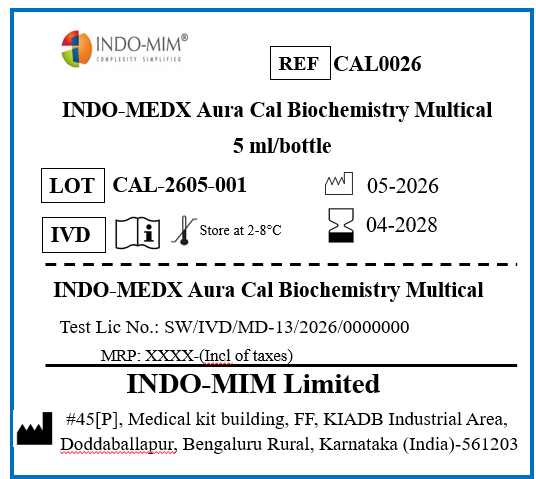 INDO-MIM®
COMPLEXITY SIMPLIFIED
REF CAL0026
INDO-MEDX Aura Cal Biochemistry Multical
5 ml/bottle
LOT CAL-2605-001 05-2026
IVD i Store at 2-8°C 04-2028
INDO-MEDX Aura Cal Biochemistry Multical
Test Lic No.: SW/IVD/MD-13/2026/0000000
MRP: XXXX-(Incl of taxes)
INDO-MIM Limited
#45[P], Medical kit building, FF, KIADB Industrial Area,
Doddaballapur, Bengaluru Rural, Karnataka (India)-561203